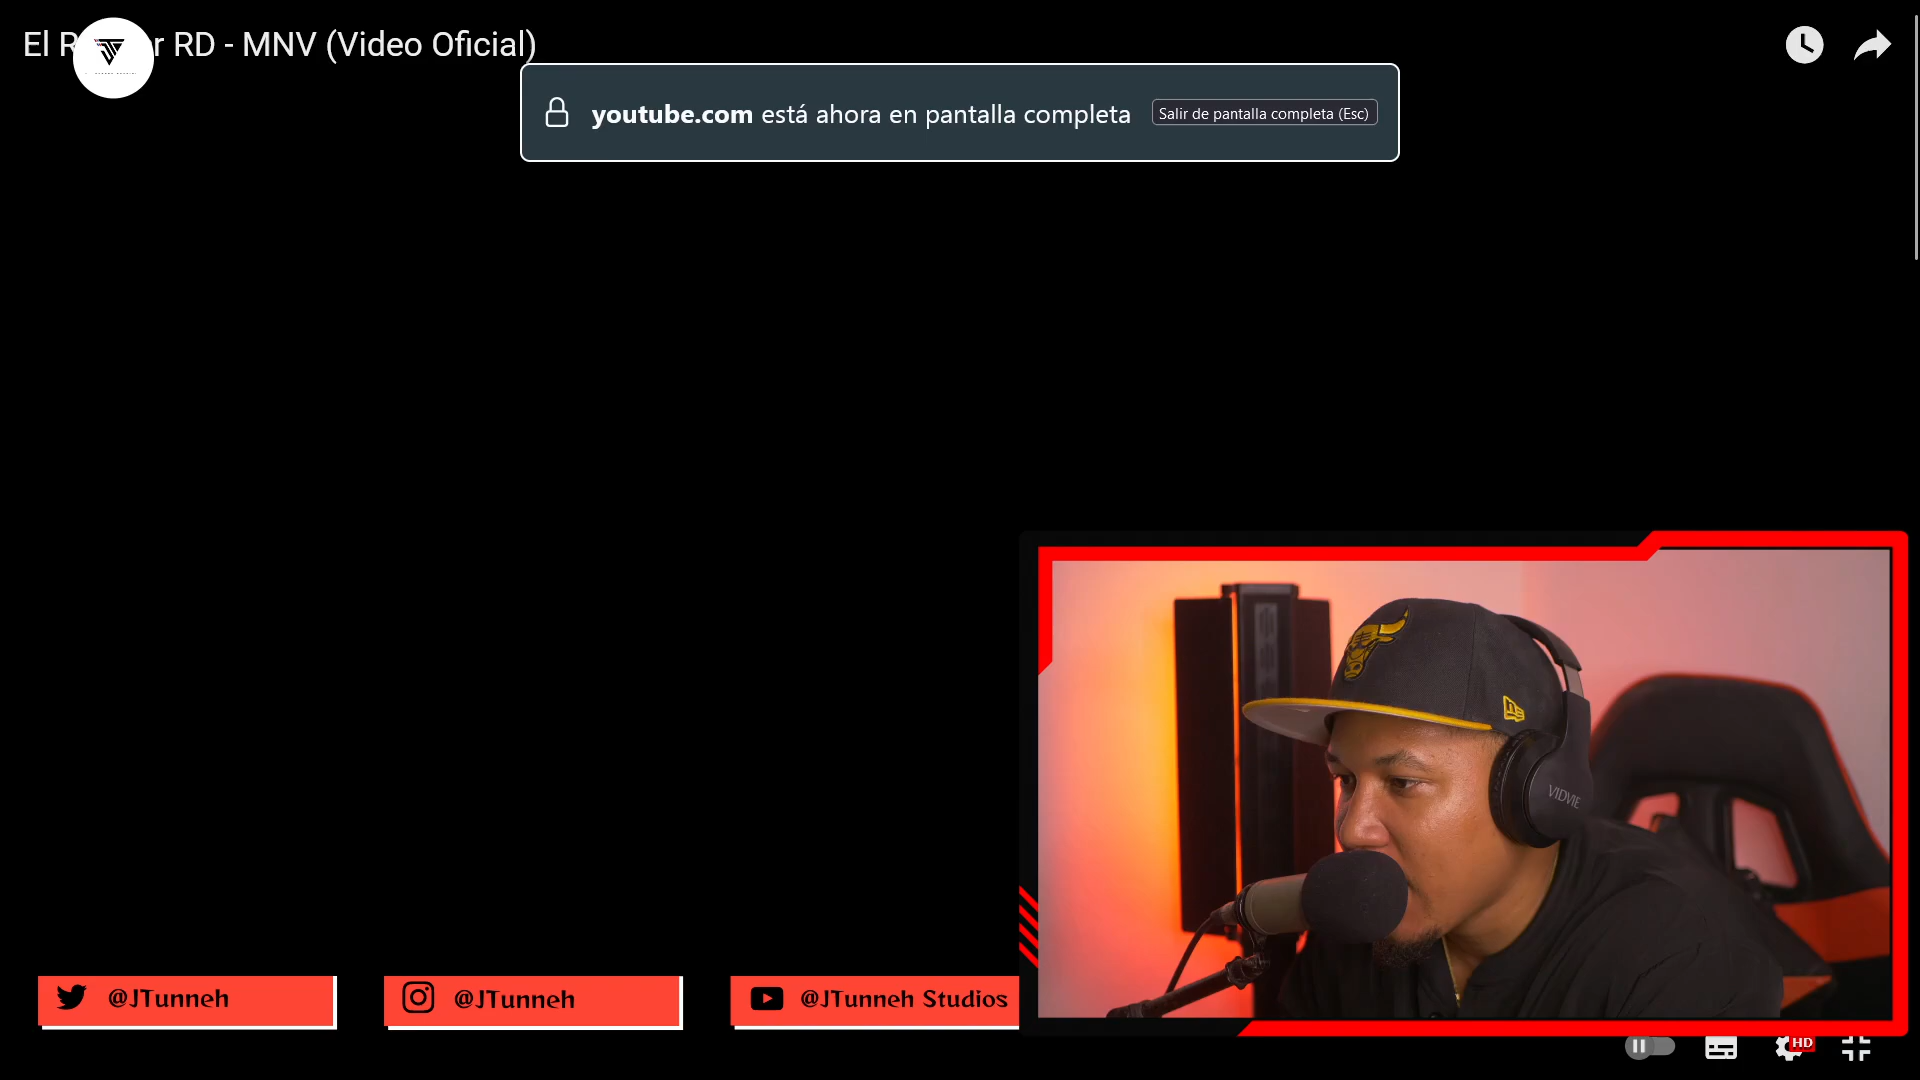 El R r RD - MNV (Video Oficial)
youtube.com está ahora en pantalla completa
Salir de pantalla completa (Esc)
VIDVIE
@JTunneh
@JTunneh
@JTunneh Studios
HD